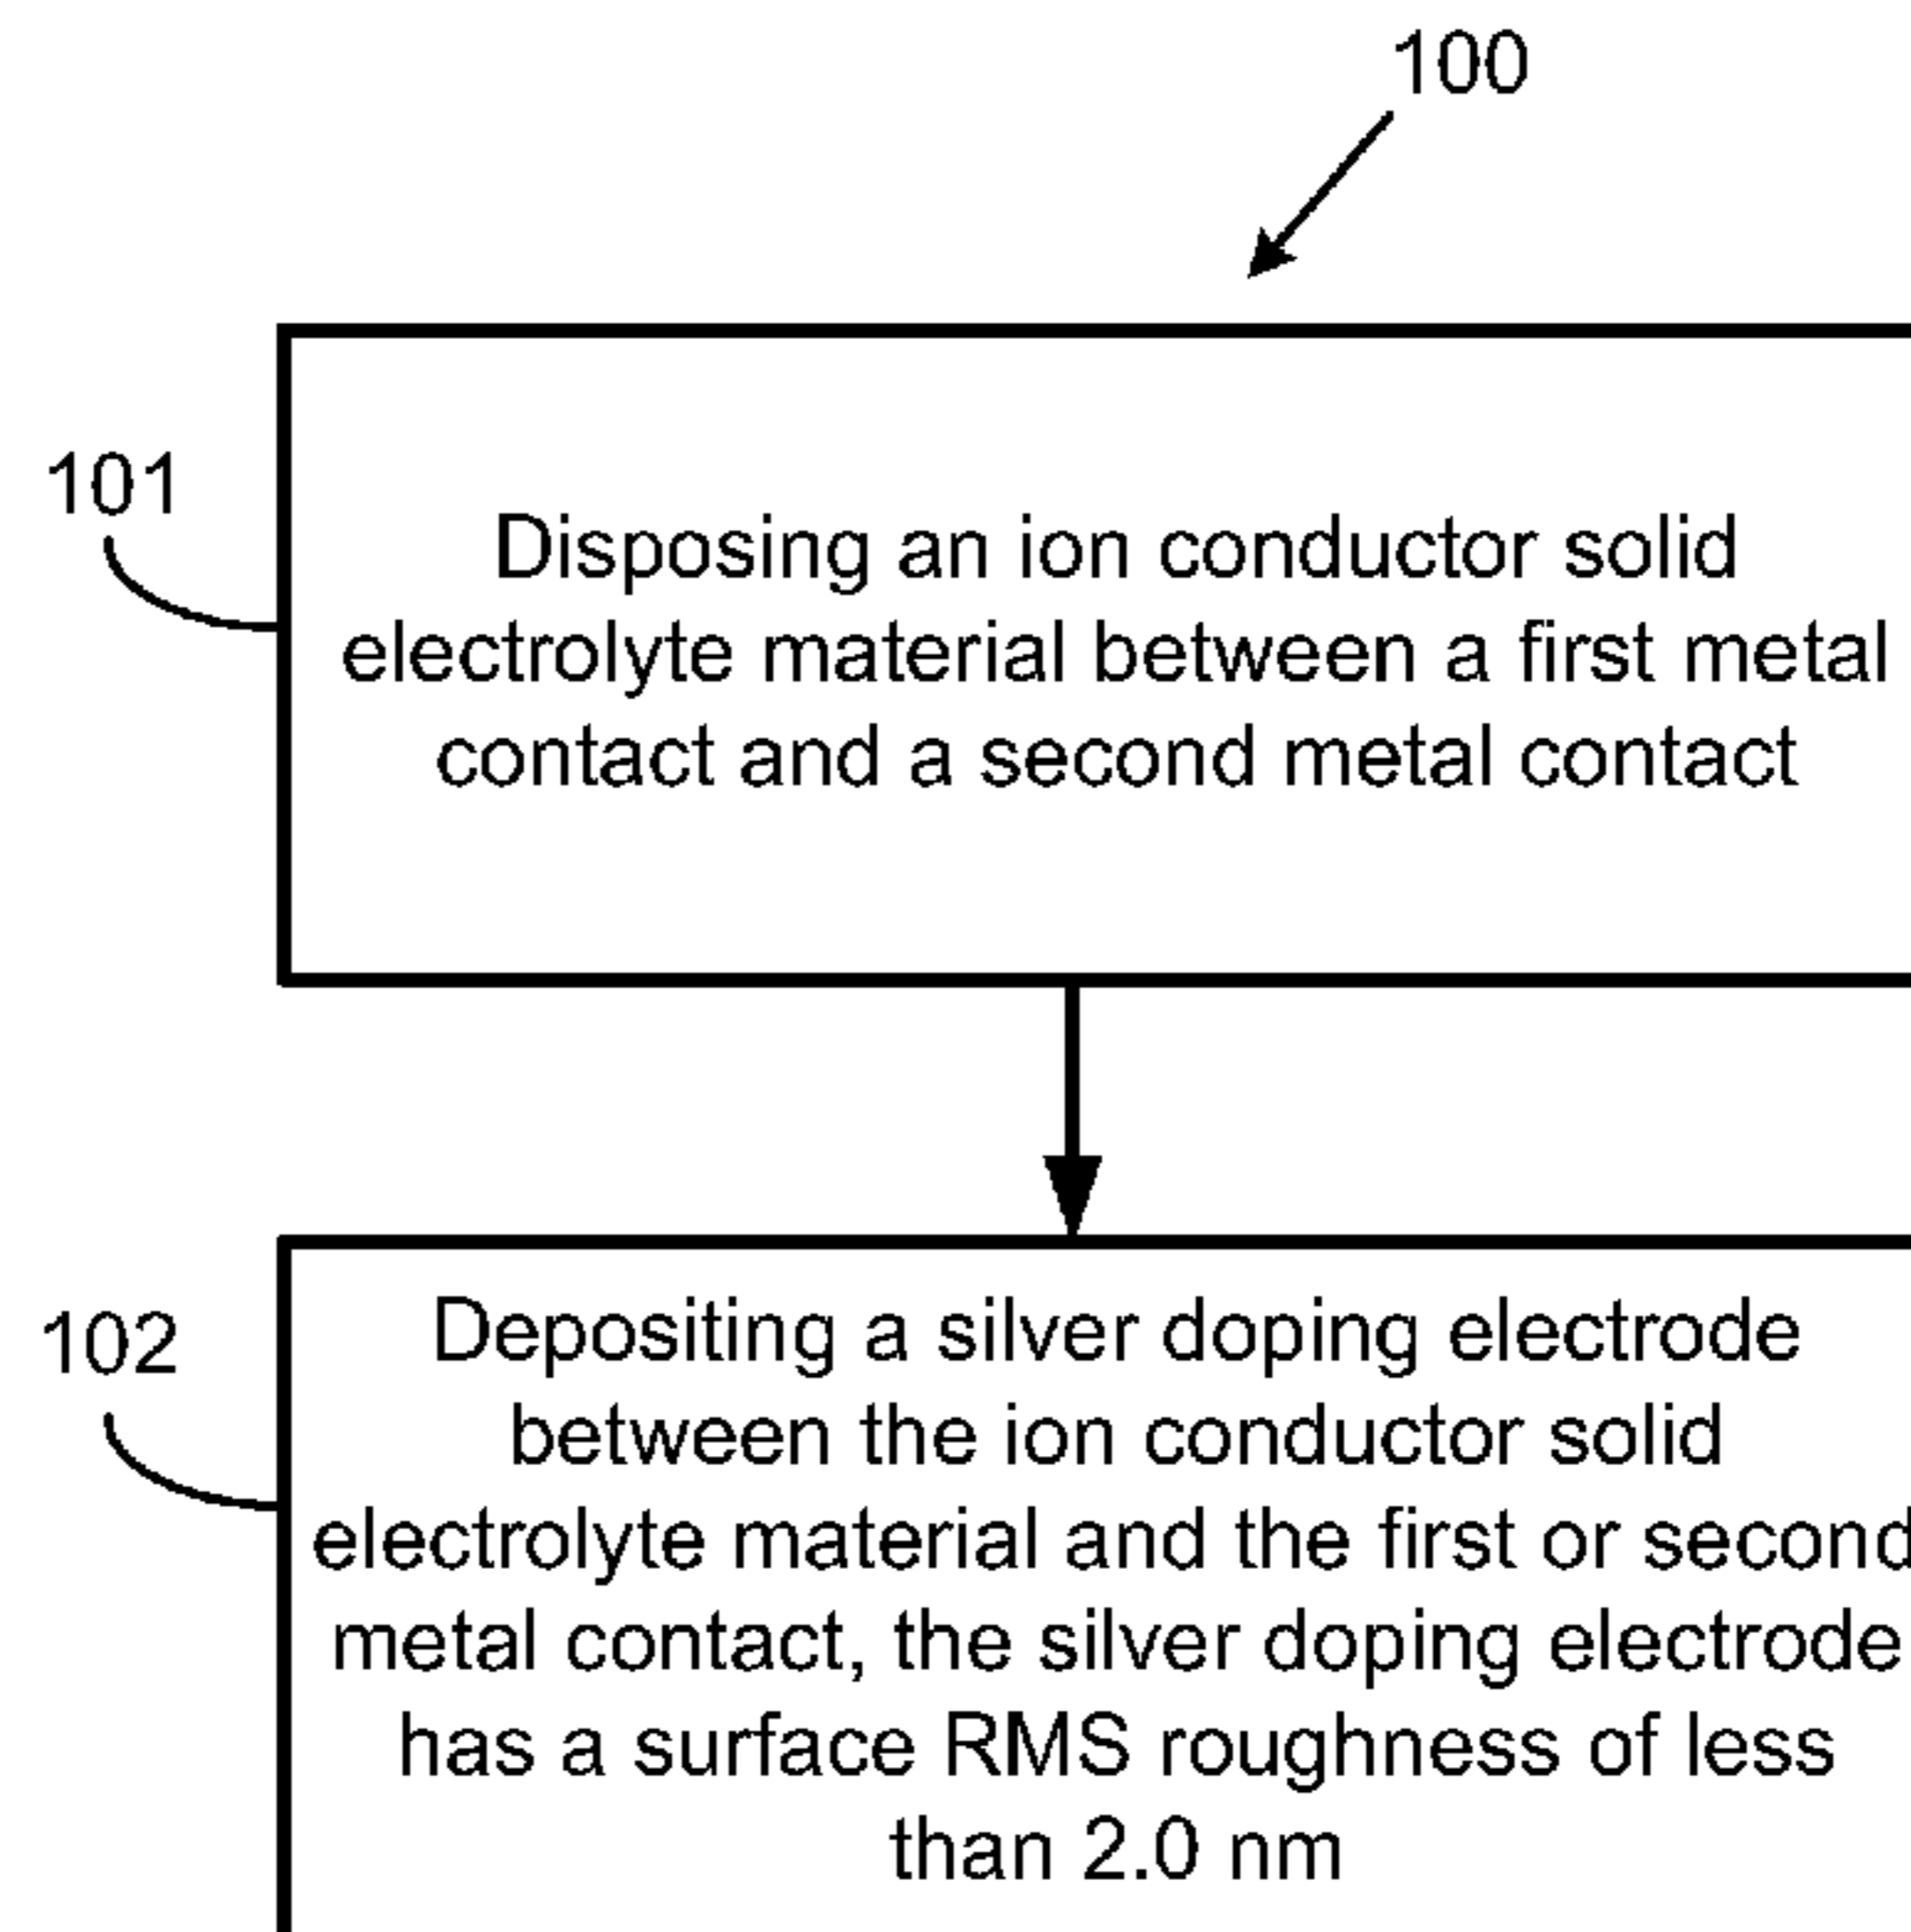 100
101
Disposing an ion conductor solid
electrolyte material between a first metal
contact and a second metal contact
102
Depositing a silver doping electrode
between the ion conductor solid
electrolyte material and the first or second
metal contact, the silver doping electrode
has a surface RMS roughness of less
than 2.0 nm